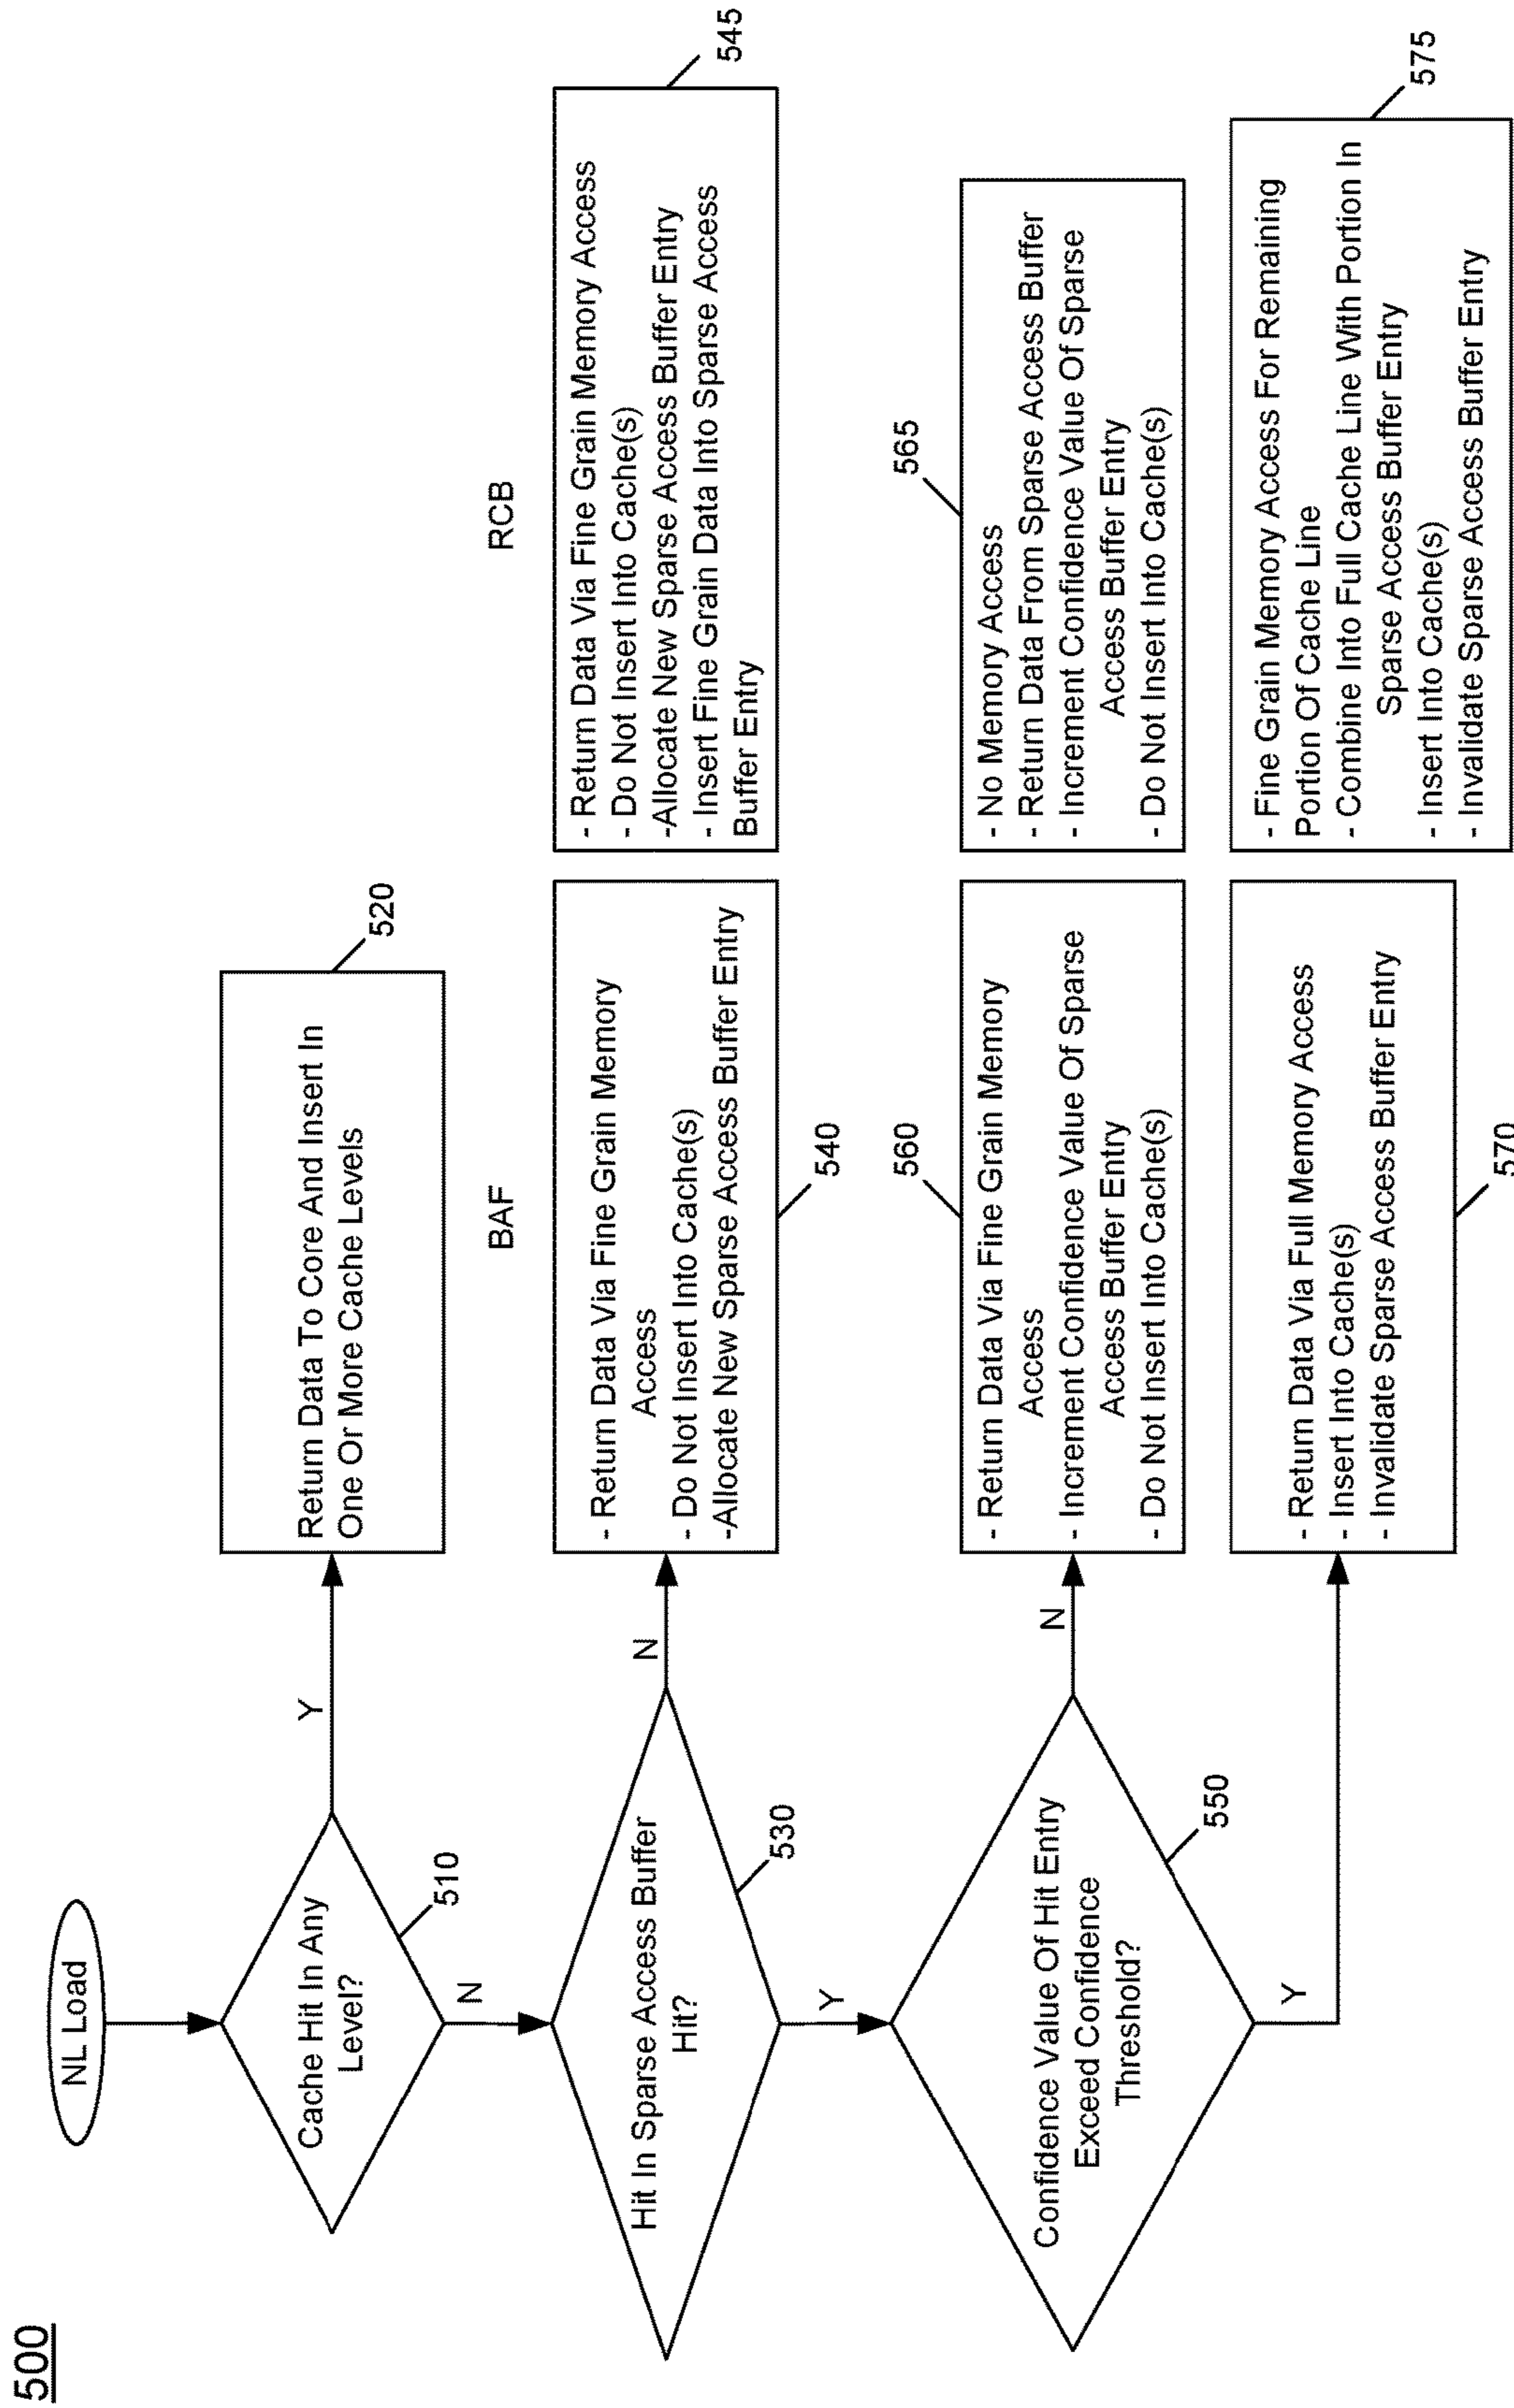 500
NL Load
Cache Hit In Any
Level?
510
Y
N
Return Data To Core And Insert In
One Or More Cache Levels
520
BAF
RCB
Hit In Sparse Access Buffer
Hit?
530
N
Y
- Return Data Via Fine Grain Memory
Access
- Do Not Insert Into Cache(s)
-Allocate New Sparse Access Buffer Entry
540
- Return Data Via Fine Grain Memory Access
- Do Not Insert Into Cache(s)
-Allocate New Sparse Access Buffer Entry
- Insert Fine Grain Data Into Sparse Access
Buffer Entry
545
Confidence Value Of Hit Entry
Exceed Confidence
Threshold?
550
N
Y
560
- Return Data Via Fine Grain Memory
Access
- Increment Confidence Value Of Sparse
Access Buffer Entry
- Do Not Insert Into Cache(s)
565
- No Memory Access
- Return Data From Sparse Access Buffer
- Increment Confidence Value Of Sparse
Access Buffer Entry
- Do Not Insert Into Cache(s)
- Return Data Via Full Memory Access
- Insert Into Cache(s)
- Invalidate Sparse Access Buffer Entry
570
- Fine Grain Memory Access For Remaining
Portion Of Cache Line
- Combine Into Full Cache Line With Portion In
Sparse Access Buffer Entry
- Insert Into Cache(s)
- Invalidate Sparse Access Buffer Entry
575